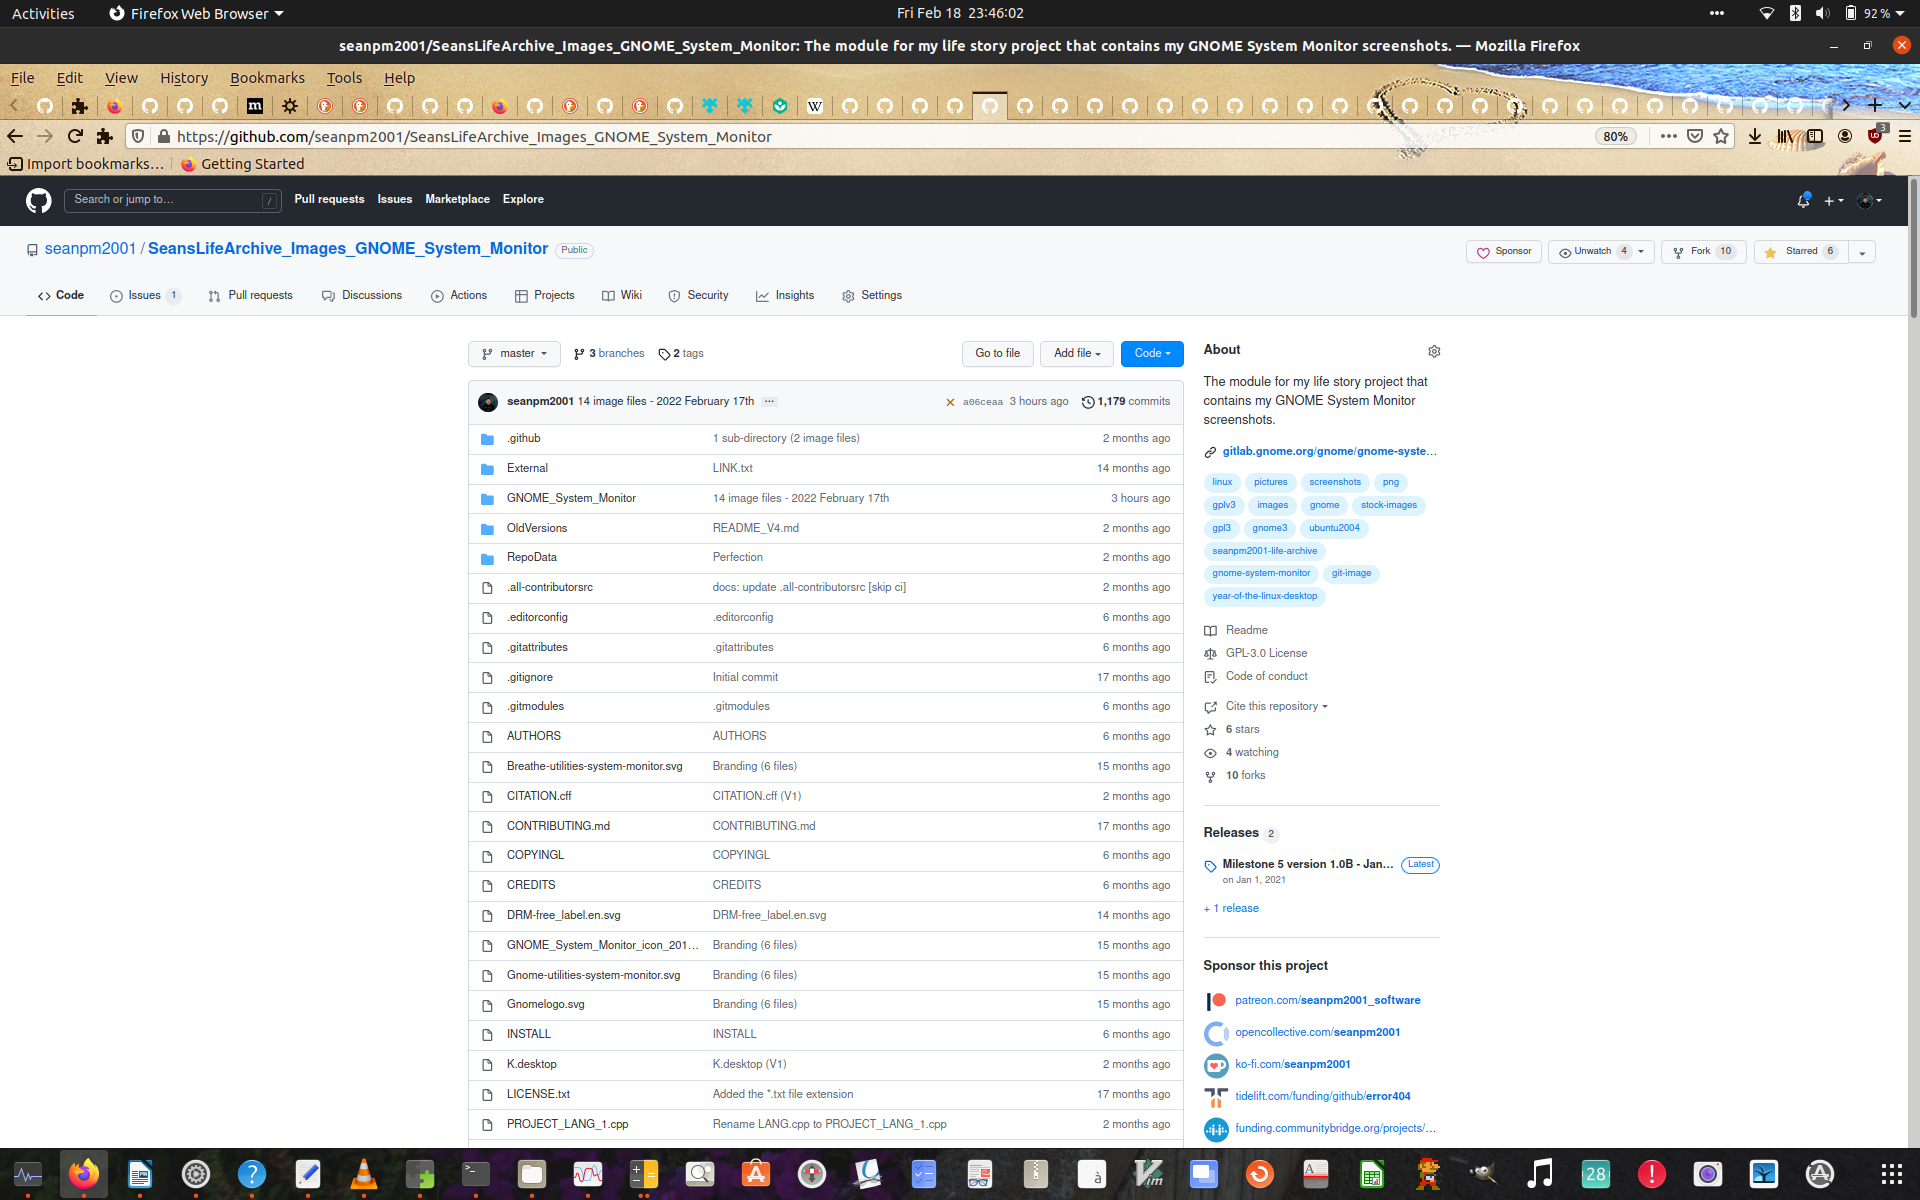 Activities Firefox Web Browser Fri Feb 18 23:46:02 92 %
seanpm2001/SeansLifeArchive_Images_GNOME_System_Monitor: The module for my life story project that contains my GNOME System Monitor screenshots. — Mozilla Firefox
File Edit View History Bookmarks Tools Help
https://github.com/seanpm2001/SeansLifeArchive_Images_GNOME_System_Monitor 80% 3
Import bookmarks… Getting Started
Search or jump to… / Pull requests Issues Marketplace Explore
seanpm2001 / SeansLifeArchive_Images_GNOME_System_Monitor Public Sponsor Unwatch 4 Fork 10 Starred 6
Code Issues 1 Pull requests Discussions Actions Projects Wiki Security Insights Settings
master 3 branches 2 tags Go to file Add file Code
seanpm2001 14 image files - 2022 February 17th ... a06ceaa 3 hours ago 1,179 commits
.github 1 sub-directory (2 image files) 2 months ago
External LINK.txt 14 months ago
GNOME_System_Monitor 14 image files - 2022 February 17th 3 hours ago
OldVersions README_V4.md 2 months ago
RepoData Perfection 2 months ago
.all-contributorsrc docs: update .all-contributorsrc [skip ci] 2 months ago
.editorconfig .editorconfig 6 months ago
.gitattributes .gitattributes 6 months ago
.gitignore Initial commit 17 months ago
.gitmodules .gitmodules 6 months ago
AUTHORS AUTHORS 6 months ago
Breathe-utilities-system-monitor.svg Branding (6 files) 15 months ago
CITATION.cff CITATION.cff (V1) 2 months ago
CONTRIBUTING.md CONTRIBUTING.md 17 months ago
COPYINGL COPYINGL 6 months ago
CREDITS CREDITS 6 months ago
DRM-free_label.en.svg DRM-free_label.en.svg 14 months ago
GNOME_System_Monitor_icon_201… Branding (6 files) 15 months ago
Gnome-utilities-system-monitor.svg Branding (6 files) 15 months ago
Gnomelogo.svg Branding (6 files) 15 months ago
INSTALL INSTALL 6 months ago
K.desktop K.desktop (V1) 2 months ago
LICENSE.txt Added the *.txt file extension 17 months ago
PROJECT_LANG_1.cpp Rename LANG.cpp to PROJECT_LANG_1.cpp 2 months ago
About
The module for my life story project that
contains my GNOME System Monitor
screenshots.
gitlab.gnome.org/gnome/gnome-syste…
linux pictures screenshots png
gplv3 images gnome stock-images
gpl3 gnome3 ubuntu2004
seanpm2001-life-archive
gnome-system-monitor git-image
year-of-the-linux-desktop
Readme
GPL-3.0 License
Code of conduct
Cite this repository
6 stars
4 watching
10 forks
Releases 2
Milestone 5 version 1.0B - Jan… Latest
on Jan 1, 2021
+ 1 release
Sponsor this project
patreon.com/seanpm2001_software
opencollective.com/seanpm2001
ko-fi.com/seanpm2001
tidelift.com/funding/github/error404
funding.communitybridge.org/projects/…
28